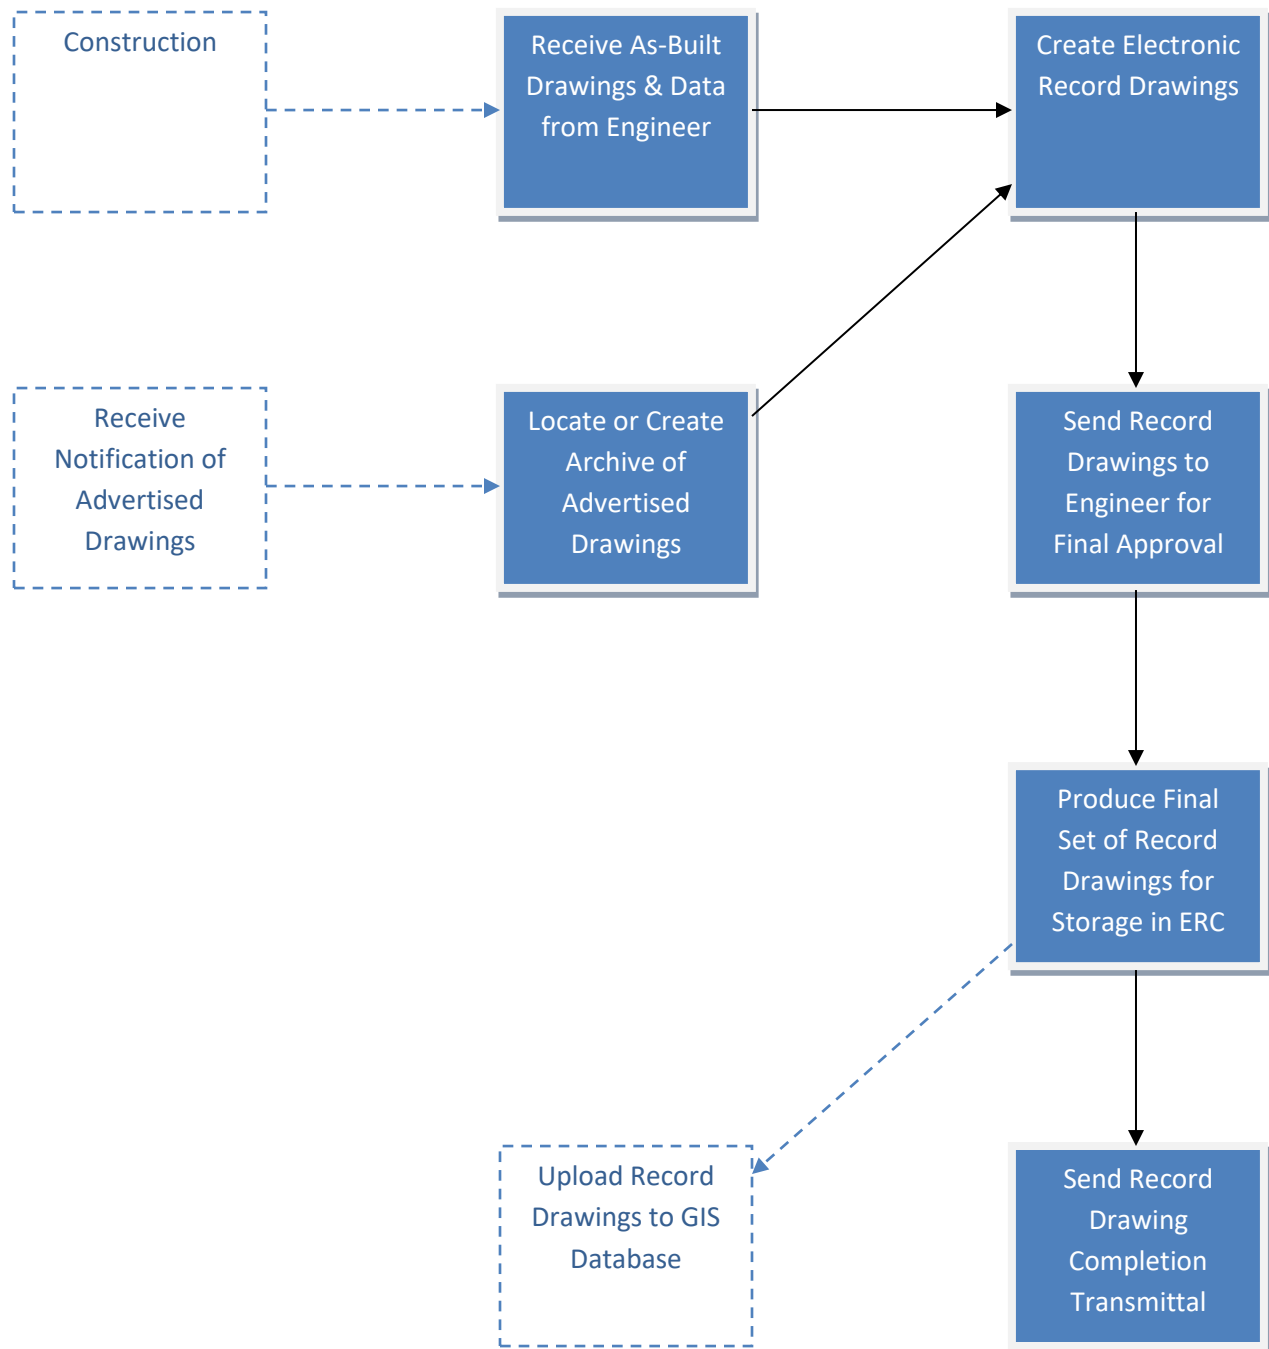 Construction
Receive As-Built
Drawings & Data
from Engineer
Create Electronic
Record Drawings
Receive
Notification of
Advertised
Drawings
Locate or Create
Archive of
Advertised
Drawings
Send Record
Drawings to
Engineer for
Final Approval
Produce Final
Set of Record
Drawings for
Storage in ERC
Upload Record
Drawings to GIS
Database
Send Record
Drawing
Completion
Transmittal